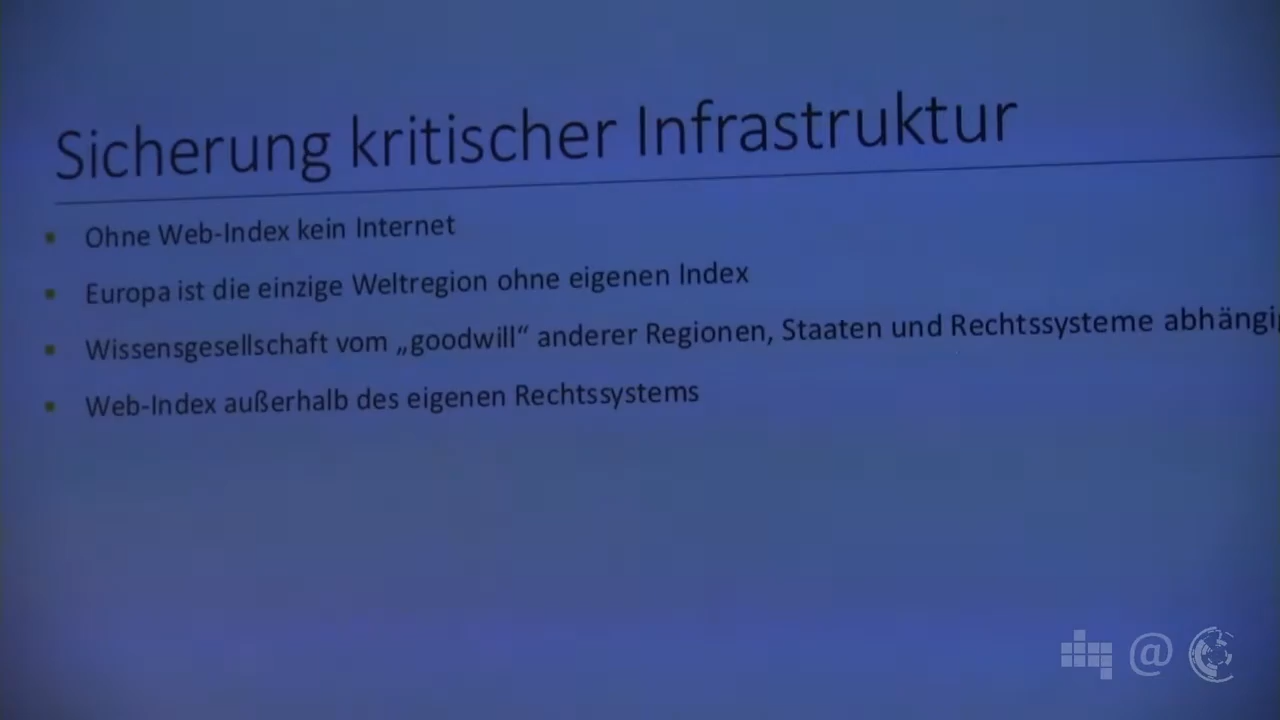 Sicherung kritischer Infrastruktur
Ohne Web-Index kein Internet
Europa ist die einzige Weltregion ohne eigenen Index
Wissensgesellschaft vom „goodwill“ anderer Regionen, Staaten und Rechtssysteme
Web-Index außerhalb des eigenen Rechtssystems
@